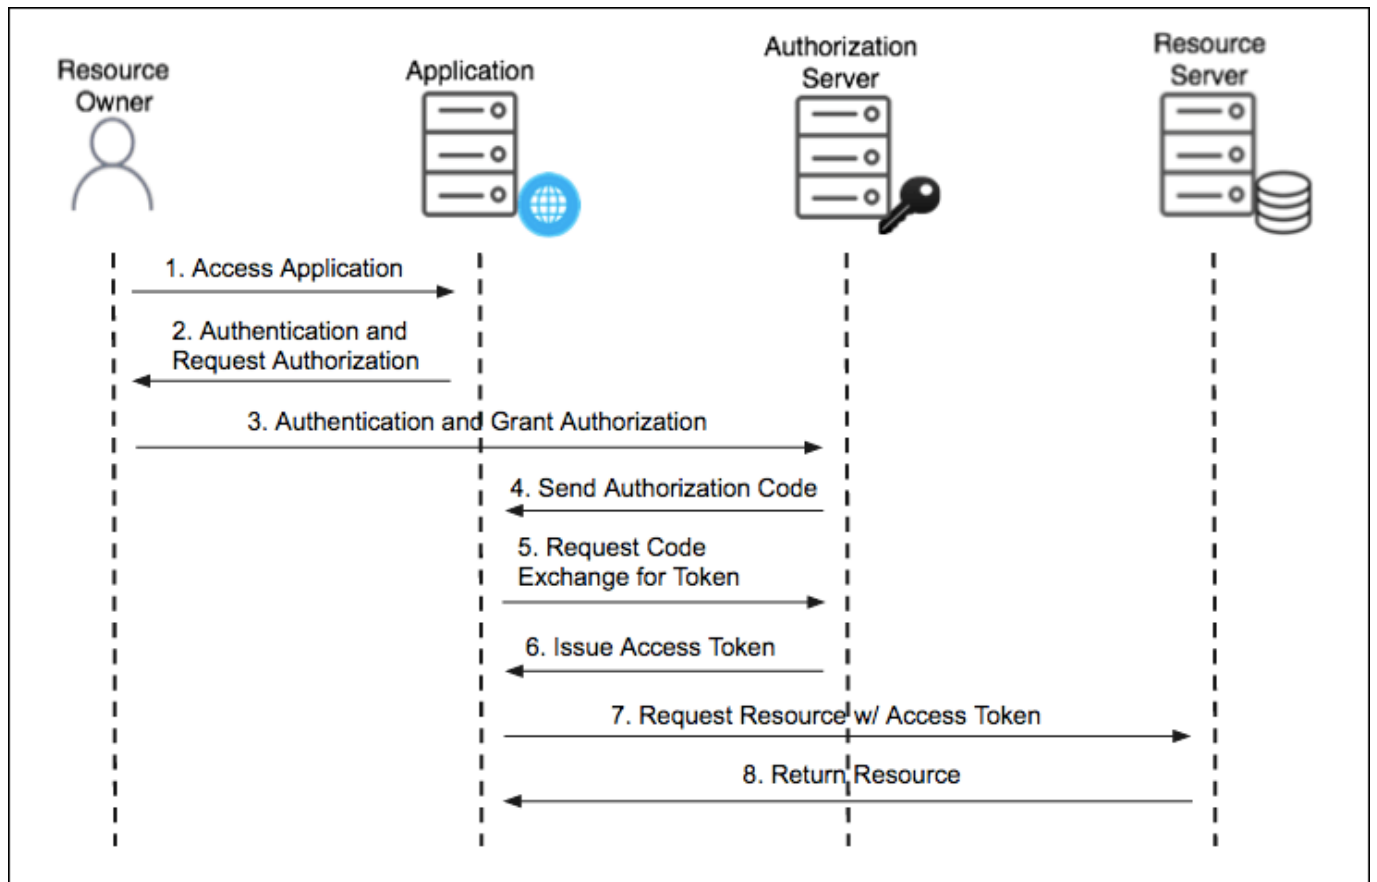 Resource
Owner
Application
Authorization
Server
Resource
Server
1. Access Application
2. Authentication and
Request Authorization
3. Authentication and Grant Authorization
4. Send Authorization Code
5. Request Code
Exchange for Token
6. Issue Access Token
7. Request Resource w/ Access Token
8. Return Resource